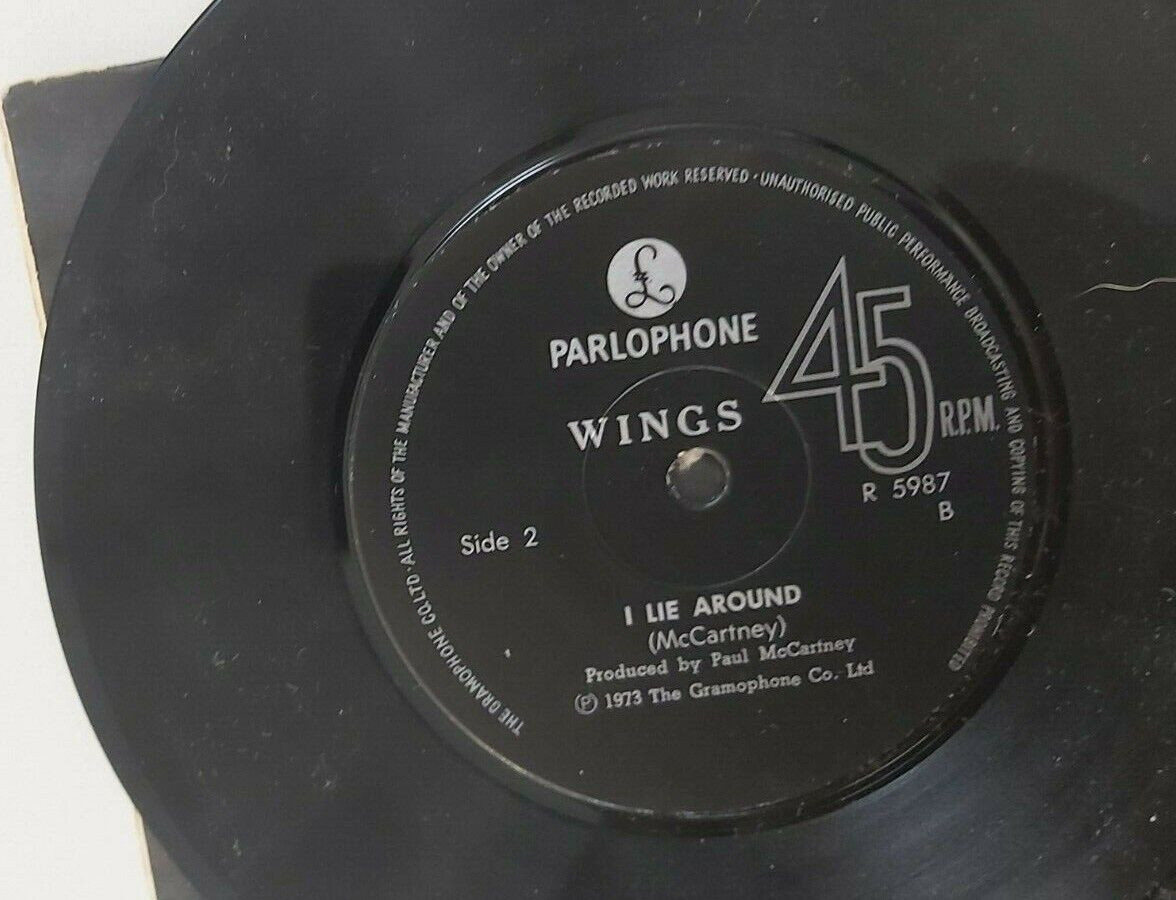 THE GRAMOPHONE CO. LTD · ALL RIGHTS OF THE MANUFACTURER AND OF THE OWNER OF THE RECORDED WORK RESERVED · UNAUTHORISED PUBLIC PERFORMANCE BROADCASTING AND COPYING OF THIS RECORD PROHIBITED
£
PARLOPHONE
45
R.P.M.
WINGS
R 5987
B
Side 2
I LIE AROUND
(McCartney)
Produced by Paul McCartney
℗ 1973 The Gramophone Co. Ltd